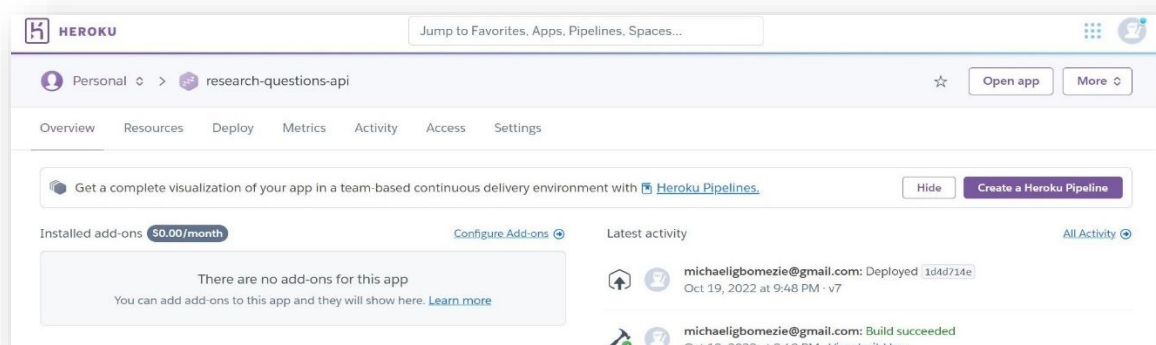 HEROKU
Jump to Favorites, Apps, Pipelines, Spaces...
Personal > research-questions-api
Open app
More
Overview Resources Deploy Metrics Activity Access Settings
Get a complete visualization of your app in a team-based continuous delivery environment with Heroku Pipelines.
Hide
Create a Heroku Pipeline
Installed add-ons $0.00/month Configure Add-ons
There are no add-ons for this app
You can add add-ons to this app and they will show here. Learn more
Latest activity All Activity
michaeligbomezie@gmail.com: Deployed 1d4d714e
Oct 19, 2022 at 9:48 PM · v7
michaeligbomezie@gmail.com: Build succeeded